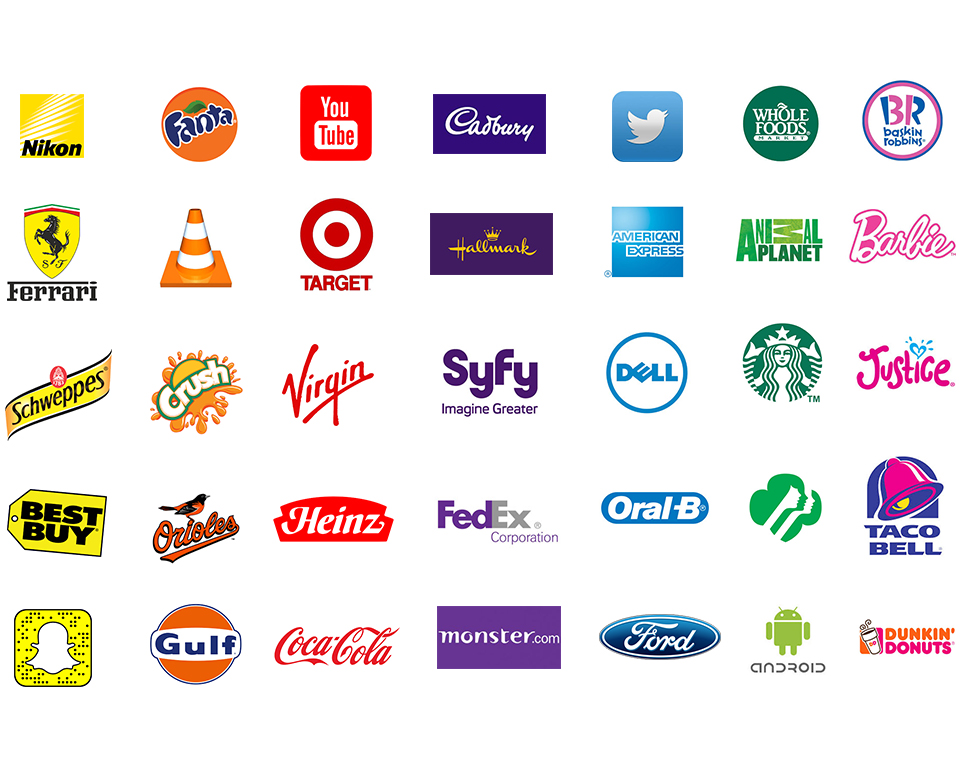 Nikon
Fanta
You
Tube
Cadbury
WHOLE
FOODS
MARKET
BR
baskin
robbins
S F
Ferrari
TARGET
Hallmark
AMERICAN
EXPRESS
®
ANIMAL
PLANET
Barbie
Schweppes
Crush
Virgin
Syfy
Imagine Greater
DELL
TM
Justice®
BEST
BUY
Orioles
Heinz
FedEx®
Corporation
Oral-B®
TACO
BELL®
Gulf
Coca-Cola
monster.com
Ford
ANDROID
DD
DUNKIN'
DONUTS